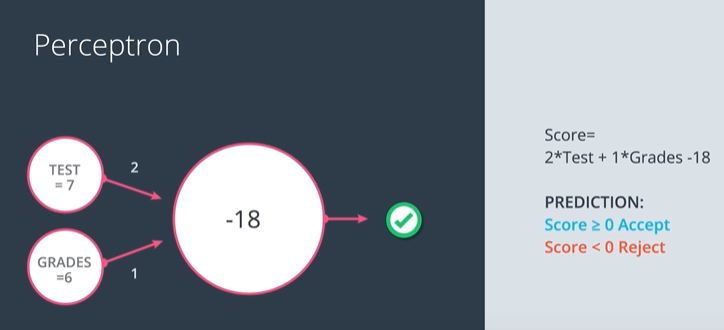 Perceptron
TEST
= 7
2
-18
GRADES
=6
1
Score=
2*Test + 1*Grades -18
PREDICTION:
Score ≥ 0 Accept
Score < 0 Reject